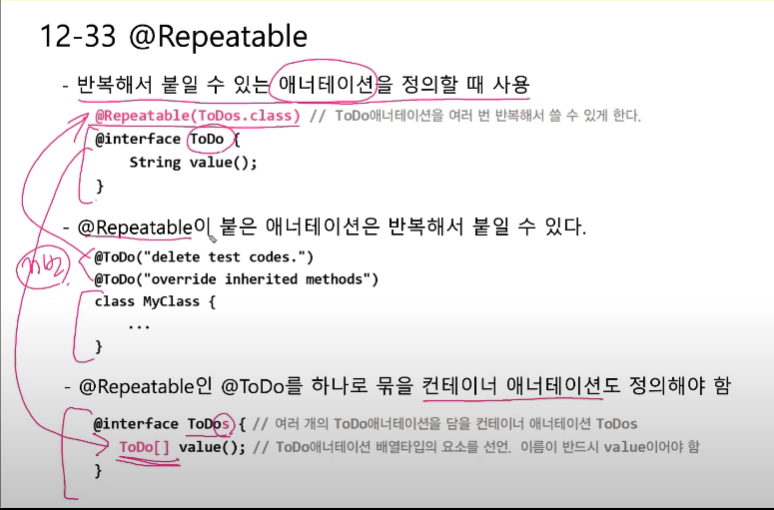 12-33 @Repeatable
- 반복해서 붙일 수 있는 애너테이션을 정의할 때 사용
@Repeatable(ToDos.class) // ToDo애너테이션을 여러 번 반복해서 쓸 수 있게 한다.
@interface ToDo {
String value();
}
- @Repeatable이 붙은 애너테이션은 반복해서 붙일 수 있다.
@ToDo("delete test codes.")
@ToDo("override inherited methods")
class MyClass {
...
}
- @Repeatable인 @ToDo를 하나로 묶을 컨테이너 애너테이션도 정의해야 함
@interface ToDos { // 여러 개의 ToDo애너테이션을 담을 컨테이너 애너테이션 ToDos
ToDo[] value(); // ToDo애너테이션 배열타입의 요소를 선언. 이름이 반드시 value이어야 함
}